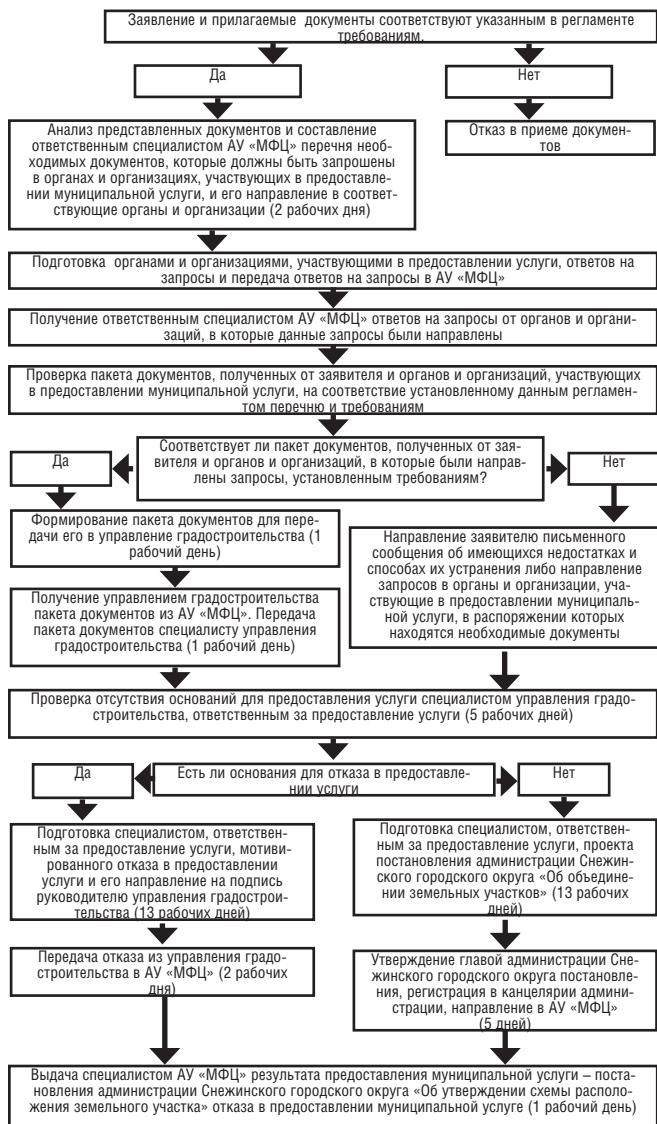 Заявление и прилагаемые документы соответствуют указанным в регламенте
требованиям.
Да
Нет
Анализ представленных документов и составление
ответственным специалистом АУ «МФЦ» перечня необ-
ходимых документов, которые должны быть запрошены
в органах и организациях, участвующих в предоставле-
нии муниципальной услуги, и его направление в соответ-
ствующие органы и организации (2 рабочих дня)
Отказ в приеме докумен-
тов
Подготовка органами и организациями, участвующими в предоставлении услуги, ответов на
запросы и передача ответов на запросы в АУ «МФЦ»
Получение ответственным специалистом АУ «МФЦ» ответов на запросы от органов и органи-
заций, в которые данные запросы были направлены
Проверка пакета документов, полученных от заявителя и органов и организаций, участвующих
в предоставлении муниципальной услуги, на соответствие установленному данным регламен-
том перечню и требованиям
Да
Соответствует ли пакет документов, полученных от зая-
вителя и органов и организаций, в которые были направ-
лены запросы, установленным требованиям?
Нет
Формирование пакета документов для пере-
дачи его в управление градостроительства (1
рабочий день)
Направление заявителю письменного
сообщения об имеющихся недостатках и
способах их устранения либо направление
запросов в органы и организации, уча-
ствующие в предоставлении муниципаль-
ной услуги, в распоряжении которых
находятся необходимые документы
Получение управлением градостроительства
пакета документов из АУ «МФЦ». Передача
пакета документов специалисту управления
градостроительства (1 рабочий день)
Проверка отсутствия оснований для предоставления услуги специалистом управления градо-
строительства, ответственным за предоставление услуги (5 рабочих дней)
Да
Есть ли основания для отказа в предоставле-
нии услуги
Нет
Подготовка специалистом, ответствен-
ным за предоставление услуги, мотиви-
рованного отказа в предоставлении
услуги и его направление на подпись
руководителю управления градострои-
тельства (13 рабочих дней)
Подготовка специалистом, ответствен-
ным за предоставление услуги, проекта
постановления администрации Снежин-
ского городского округа «Об объедине-
нии земельных участков» (13 рабочих
дней)
Передача отказа из управления градо-
строительства в АУ «МФЦ» (2 рабочих
дня)
Утверждение главой администрации Сне-
жинского городского округа постановле-
ния, регистрация в канцелярии админи-
страции, направление в АУ «МФЦ»
(5 дней)
Выдача специалистом АУ «МФЦ» результата предоставления муниципальной услуги – поста-
новления администрации Снежинского городского округа «Об утверждении схемы располо-
жения земельного участка» отказа в предоставлении муниципальной услуге (1 рабочий день)